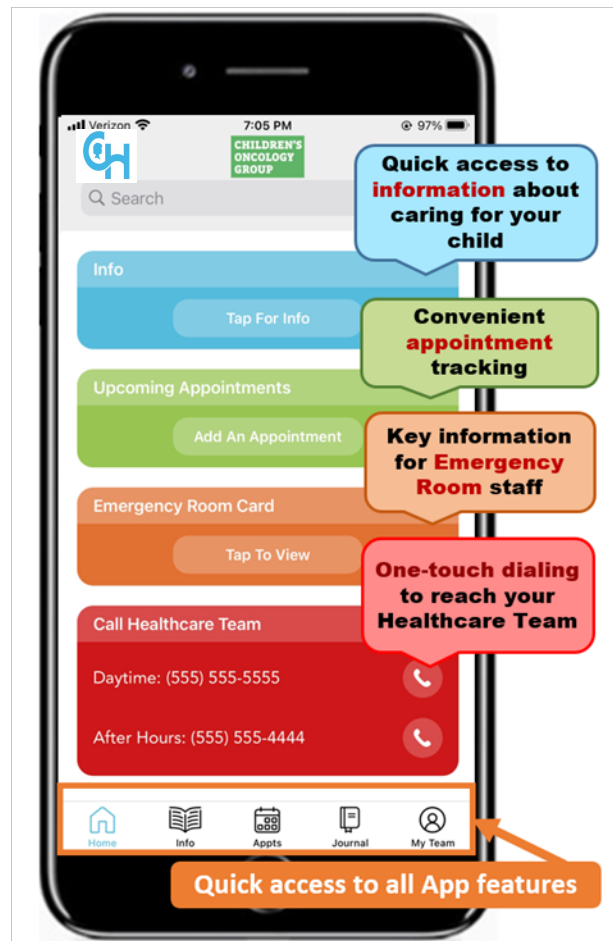 Verizon
7:05 PM
97%
CH
CHILDREN'S
ONCOLOGY
GROUP
Search
Quick access to
information about
caring for your
child
Info
Tap For Info
Convenient
appointment
tracking
Upcoming Appointments
Add An Appointment
Key information
for Emergency
Room staff
Emergency Room Card
Tap To View
One-touch dialing
to reach your
Healthcare Team
Call Healthcare Team
Daytime: (555) 555-5555
After Hours: (555) 555-4444
Home Info Appts Journal My Team
Quick access to all App features